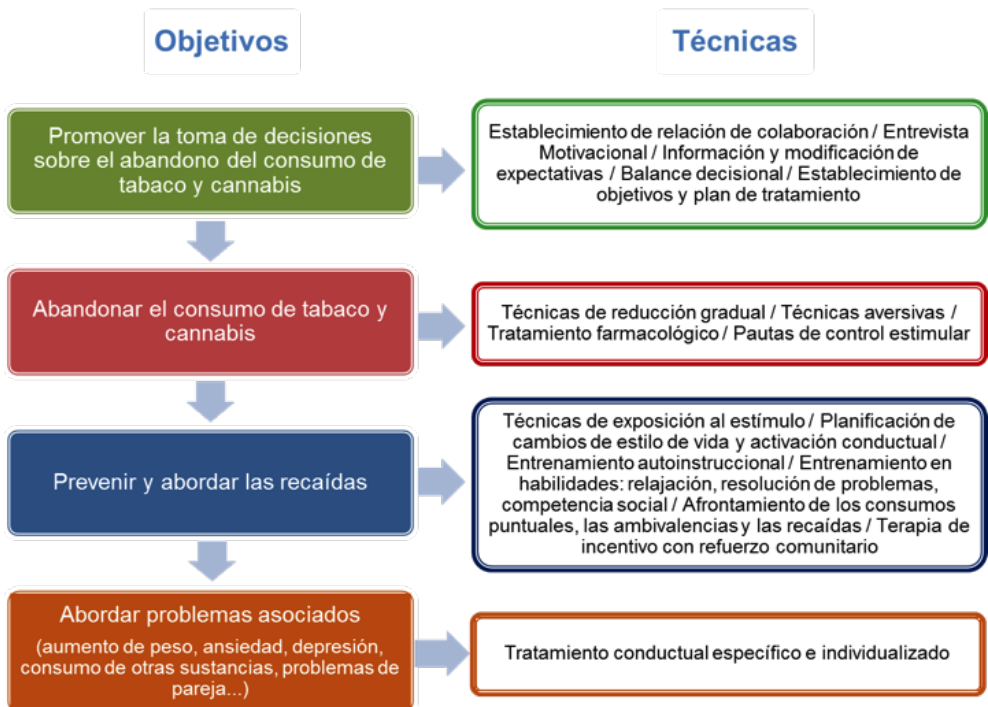 Objetivos
Técnicas
Promover la toma de decisiones
sobre el abandono del consumo de
tabaco y cannabis
Establecimiento de relación de colaboración / Entrevista
Motivacional / Información y modificación de
expectativas / Balance decisional / Establecimiento de
objetivos y plan de tratamiento
Abandonar el consumo de tabaco y
cannabis
Técnicas de reducción gradual / Técnicas aversivas /
Tratamiento farmacológico / Pautas de control estimular
Prevenir y abordar las recaídas
Técnicas de exposición al estímulo / Planificación de
cambios de estilo de vida y activación conductual /
Entrenamiento autoinstruccional / Entrenamiento en
habilidades: relajación, resolución de problemas,
competencia social / Afrontamiento de los consumos
puntuales, las ambivalencias y las recaídas / Terapia de
incentivo con refuerzo comunitario
Abordar problemas asociados
(aumento de peso, ansiedad, depresión,
consumo de otras sustancias, problemas de
pareja...)
Tratamiento conductual específico e individualizado